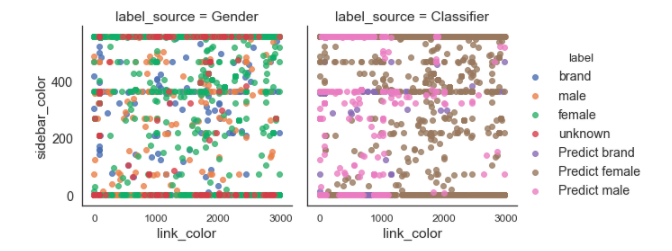 label_source = Gender
label_source = Classifier
sidebar_color
400
200
0
0
1000
2000
3000
link_color
0
1000
2000
3000
link_color
label
brand
male
female
unknown
Predict brand
Predict female
Predict male